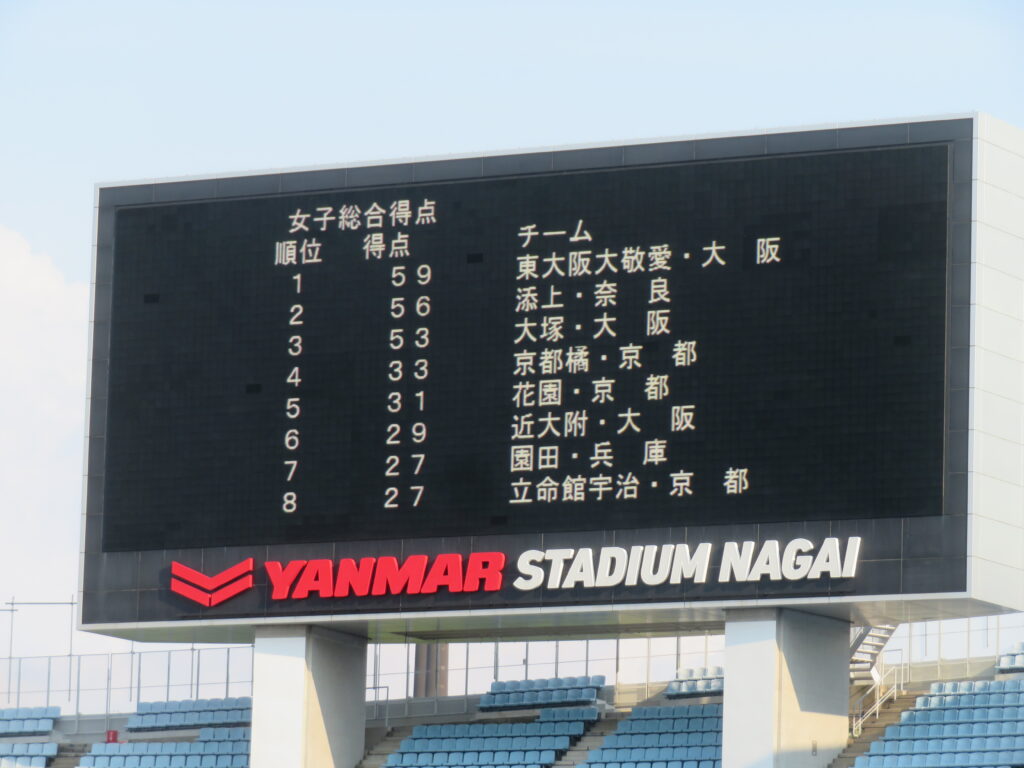 女子総合得点
順位 得点 チーム
1 59 東大阪大敬愛・大 阪
2 56 添上・奈 良
3 53 大塚・大 阪
4 33 京都橘・京 都
5 31 花園・京 都
6 29 近大附・大 阪
7 27 園田・兵 庫
8 27 立命館宇治・京 都
YANMAR STADIUM NAGAI